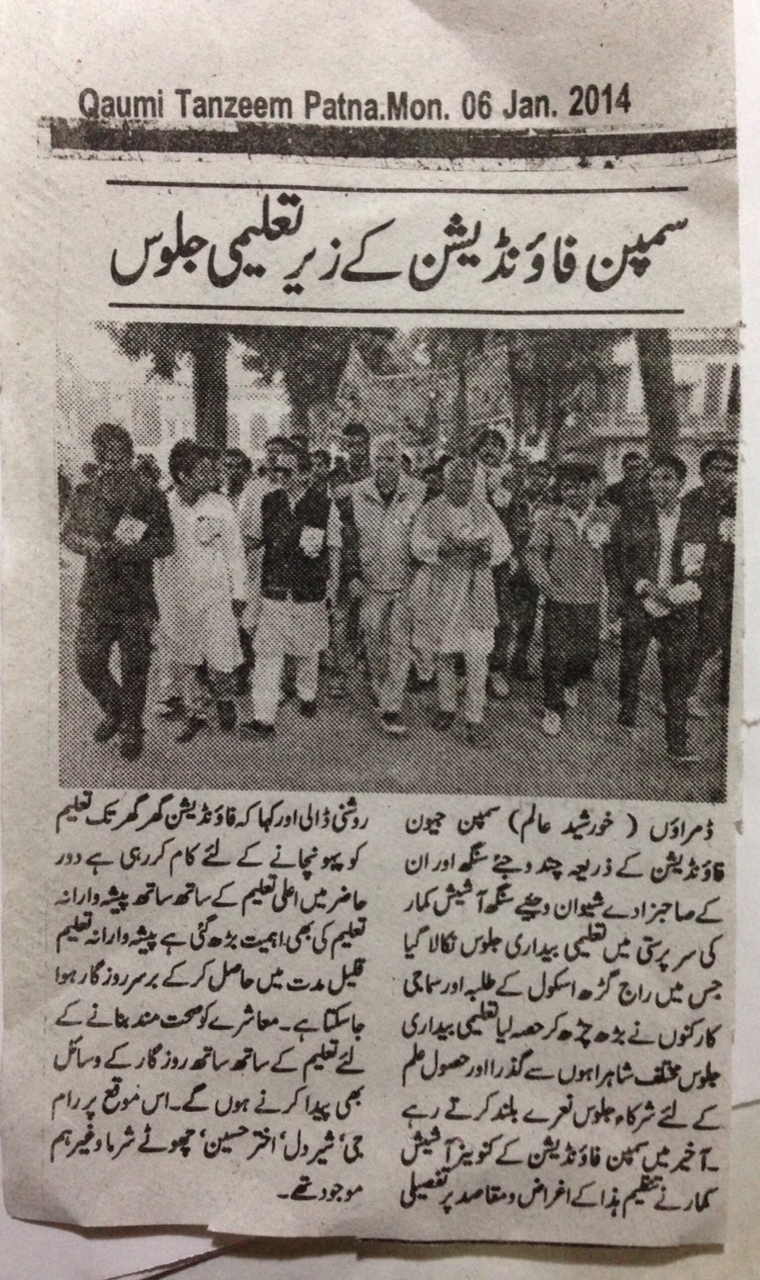 Qaumi Tanzeem Patna.Mon. 06 Jan. 2014
سمپن فاؤنڈیشن کے زیر تعلیمی جلوس
ڈمراؤں ( خورشید عالم) سمپن جیون
فاؤنڈیشن کے ذریعہ چندو جئے سنگھ اور ان
کے صاحبزادے شیوان وجئے سنگھ آشیش کمار
کی سرپرستی میں تعلیمی بیداری جلوس نکالا گیا
جس میں راج گڑھ اسکول کے طلبہ اور سماجی
کارکنوں نے بڑھ چڑھ کر حصہ لیا تعلیمی بیداری
جلوس مختلف شاہراہوں سے گذرا اور حصول علم
کے لئے شرکاء جلوس نعرے بلند کرتے رہے
۔آخیر میں سمپن فاؤنڈیشن کے کنوینر آشیش
کمار نے تنظیم ہذا کے اغراض و مقاصد پر تفصیلی
روشنی ڈالی اور کہا کہ فاؤنڈیشن گھر گھر تک تعلیم
کو پہونچانے کے لئے کام کررہی ہے دور
حاضر میں اعلیٰ تعلیم کے ساتھ ساتھ پیشہ وارانہ
تعلیم کی بھی اہمیت بڑھ گئی ہے پیشہ وارانہ تعلیم
قلیل مدت میں حاصل کرکے برسر روزگار ہوا
جاسکتا ہے۔ معاشرے کو صحت مند بنانے کے
لئے تعلیم کے ساتھ ساتھ روزگار کے وسائل
بھی پیدا کرنے ہوں گے۔ اس موقع پر رام
جی، شیر دل، اختر حسین، چھوٹے شرما وغیرہم
موجود تھے۔